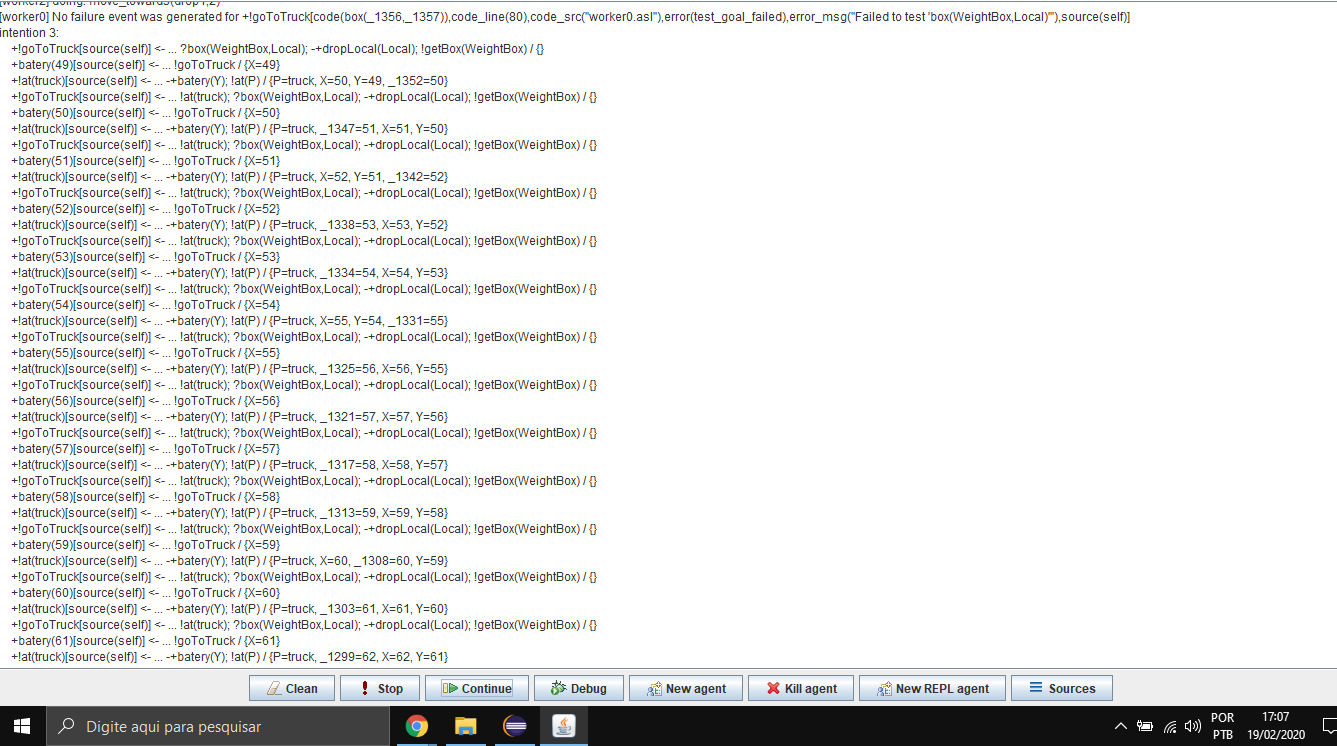 [worker2] doing: move_towards(drop1,2)
[worker0] No failure event was generated for +!goToTruck[code(box(_1356,_1357)),code_line(80),code_src("worker0.asl"),error(test_goal_failed),error_msg("Failed to test 'box(WeightBox,Local)'"),source(self)]
intention 3:
+!goToTruck[source(self)] <- ... ?box(WeightBox,Local); -+dropLocal(Local); !getBox(WeightBox) / {}
+batery(49)[source(self)] <- ... !goToTruck / {X=49}
+!at(truck)[source(self)] <- ... -+batery(Y); !at(P) / {P=truck, X=50, Y=49, _1352=50}
+!goToTruck[source(self)] <- ... !at(truck); ?box(WeightBox,Local); -+dropLocal(Local); !getBox(WeightBox) / {}
+batery(50)[source(self)] <- ... !goToTruck / {X=50}
+!at(truck)[source(self)] <- ... -+batery(Y); !at(P) / {P=truck, _1347=51, X=51, Y=50}
+!goToTruck[source(self)] <- ... !at(truck); ?box(WeightBox,Local); -+dropLocal(Local); !getBox(WeightBox) / {}
+batery(51)[source(self)] <- ... !goToTruck / {X=51}
+!at(truck)[source(self)] <- ... -+batery(Y); !at(P) / {P=truck, X=52, Y=51, _1342=52}
+!goToTruck[source(self)] <- ... !at(truck); ?box(WeightBox,Local); -+dropLocal(Local); !getBox(WeightBox) / {}
+batery(52)[source(self)] <- ... !goToTruck / {X=52}
+!at(truck)[source(self)] <- ... -+batery(Y); !at(P) / {P=truck, _1338=53, X=53, Y=52}
+!goToTruck[source(self)] <- ... !at(truck); ?box(WeightBox,Local); -+dropLocal(Local); !getBox(WeightBox) / {}
+batery(53)[source(self)] <- ... !goToTruck / {X=53}
+!at(truck)[source(self)] <- ... -+batery(Y); !at(P) / {P=truck, _1334=54, X=54, Y=53}
+!goToTruck[source(self)] <- ... !at(truck); ?box(WeightBox,Local); -+dropLocal(Local); !getBox(WeightBox) / {}
+batery(54)[source(self)] <- ... !goToTruck / {X=54}
+!at(truck)[source(self)] <- ... -+batery(Y); !at(P) / {P=truck, X=55, Y=54, _1331=55}
+!goToTruck[source(self)] <- ... !at(truck); ?box(WeightBox,Local); -+dropLocal(Local); !getBox(WeightBox) / {}
+batery(55)[source(self)] <- ... !goToTruck / {X=55}
+!at(truck)[source(self)] <- ... -+batery(Y); !at(P) / {P=truck, _1325=56, X=56, Y=55}
+!goToTruck[source(self)] <- ... !at(truck); ?box(WeightBox,Local); -+dropLocal(Local); !getBox(WeightBox) / {}
+batery(56)[source(self)] <- ... !goToTruck / {X=56}
+!at(truck)[source(self)] <- ... -+batery(Y); !at(P) / {P=truck, _1321=57, X=57, Y=56}
+!goToTruck[source(self)] <- ... !at(truck); ?box(WeightBox,Local); -+dropLocal(Local); !getBox(WeightBox) / {}
+batery(57)[source(self)] <- ... !goToTruck / {X=57}
+!at(truck)[source(self)] <- ... -+batery(Y); !at(P) / {P=truck, _1317=58, X=58, Y=57}
+!goToTruck[source(self)] <- ... !at(truck); ?box(WeightBox,Local); -+dropLocal(Local); !getBox(WeightBox) / {}
+batery(58)[source(self)] <- ... !goToTruck / {X=58}
+!at(truck)[source(self)] <- ... -+batery(Y); !at(P) / {P=truck, _1313=59, X=59, Y=58}
+!goToTruck[source(self)] <- ... !at(truck); ?box(WeightBox,Local); -+dropLocal(Local); !getBox(WeightBox) / {}
+batery(59)[source(self)] <- ... !goToTruck / {X=59}
+!at(truck)[source(self)] <- ... -+batery(Y); !at(P) / {P=truck, X=60, _1308=60, Y=59}
+!goToTruck[source(self)] <- ... !at(truck); ?box(WeightBox,Local); -+dropLocal(Local); !getBox(WeightBox) / {}
+batery(60)[source(self)] <- ... !goToTruck / {X=60}
+!at(truck)[source(self)] <- ... -+batery(Y); !at(P) / {P=truck, _1303=61, X=61, Y=60}
+!goToTruck[source(self)] <- ... !at(truck); ?box(WeightBox,Local); -+dropLocal(Local); !getBox(WeightBox) / {}
+batery(61)[source(self)] <- ... !goToTruck / {X=61}
+!at(truck)[source(self)] <- ... -+batery(Y); !at(P) / {P=truck, _1299=62, X=62, Y=61}
Clean Stop Continue Debug New agent Kill agent New REPL agent Sources
Digite aqui para pesquisar
POR 17:07
PTB 19/02/2020